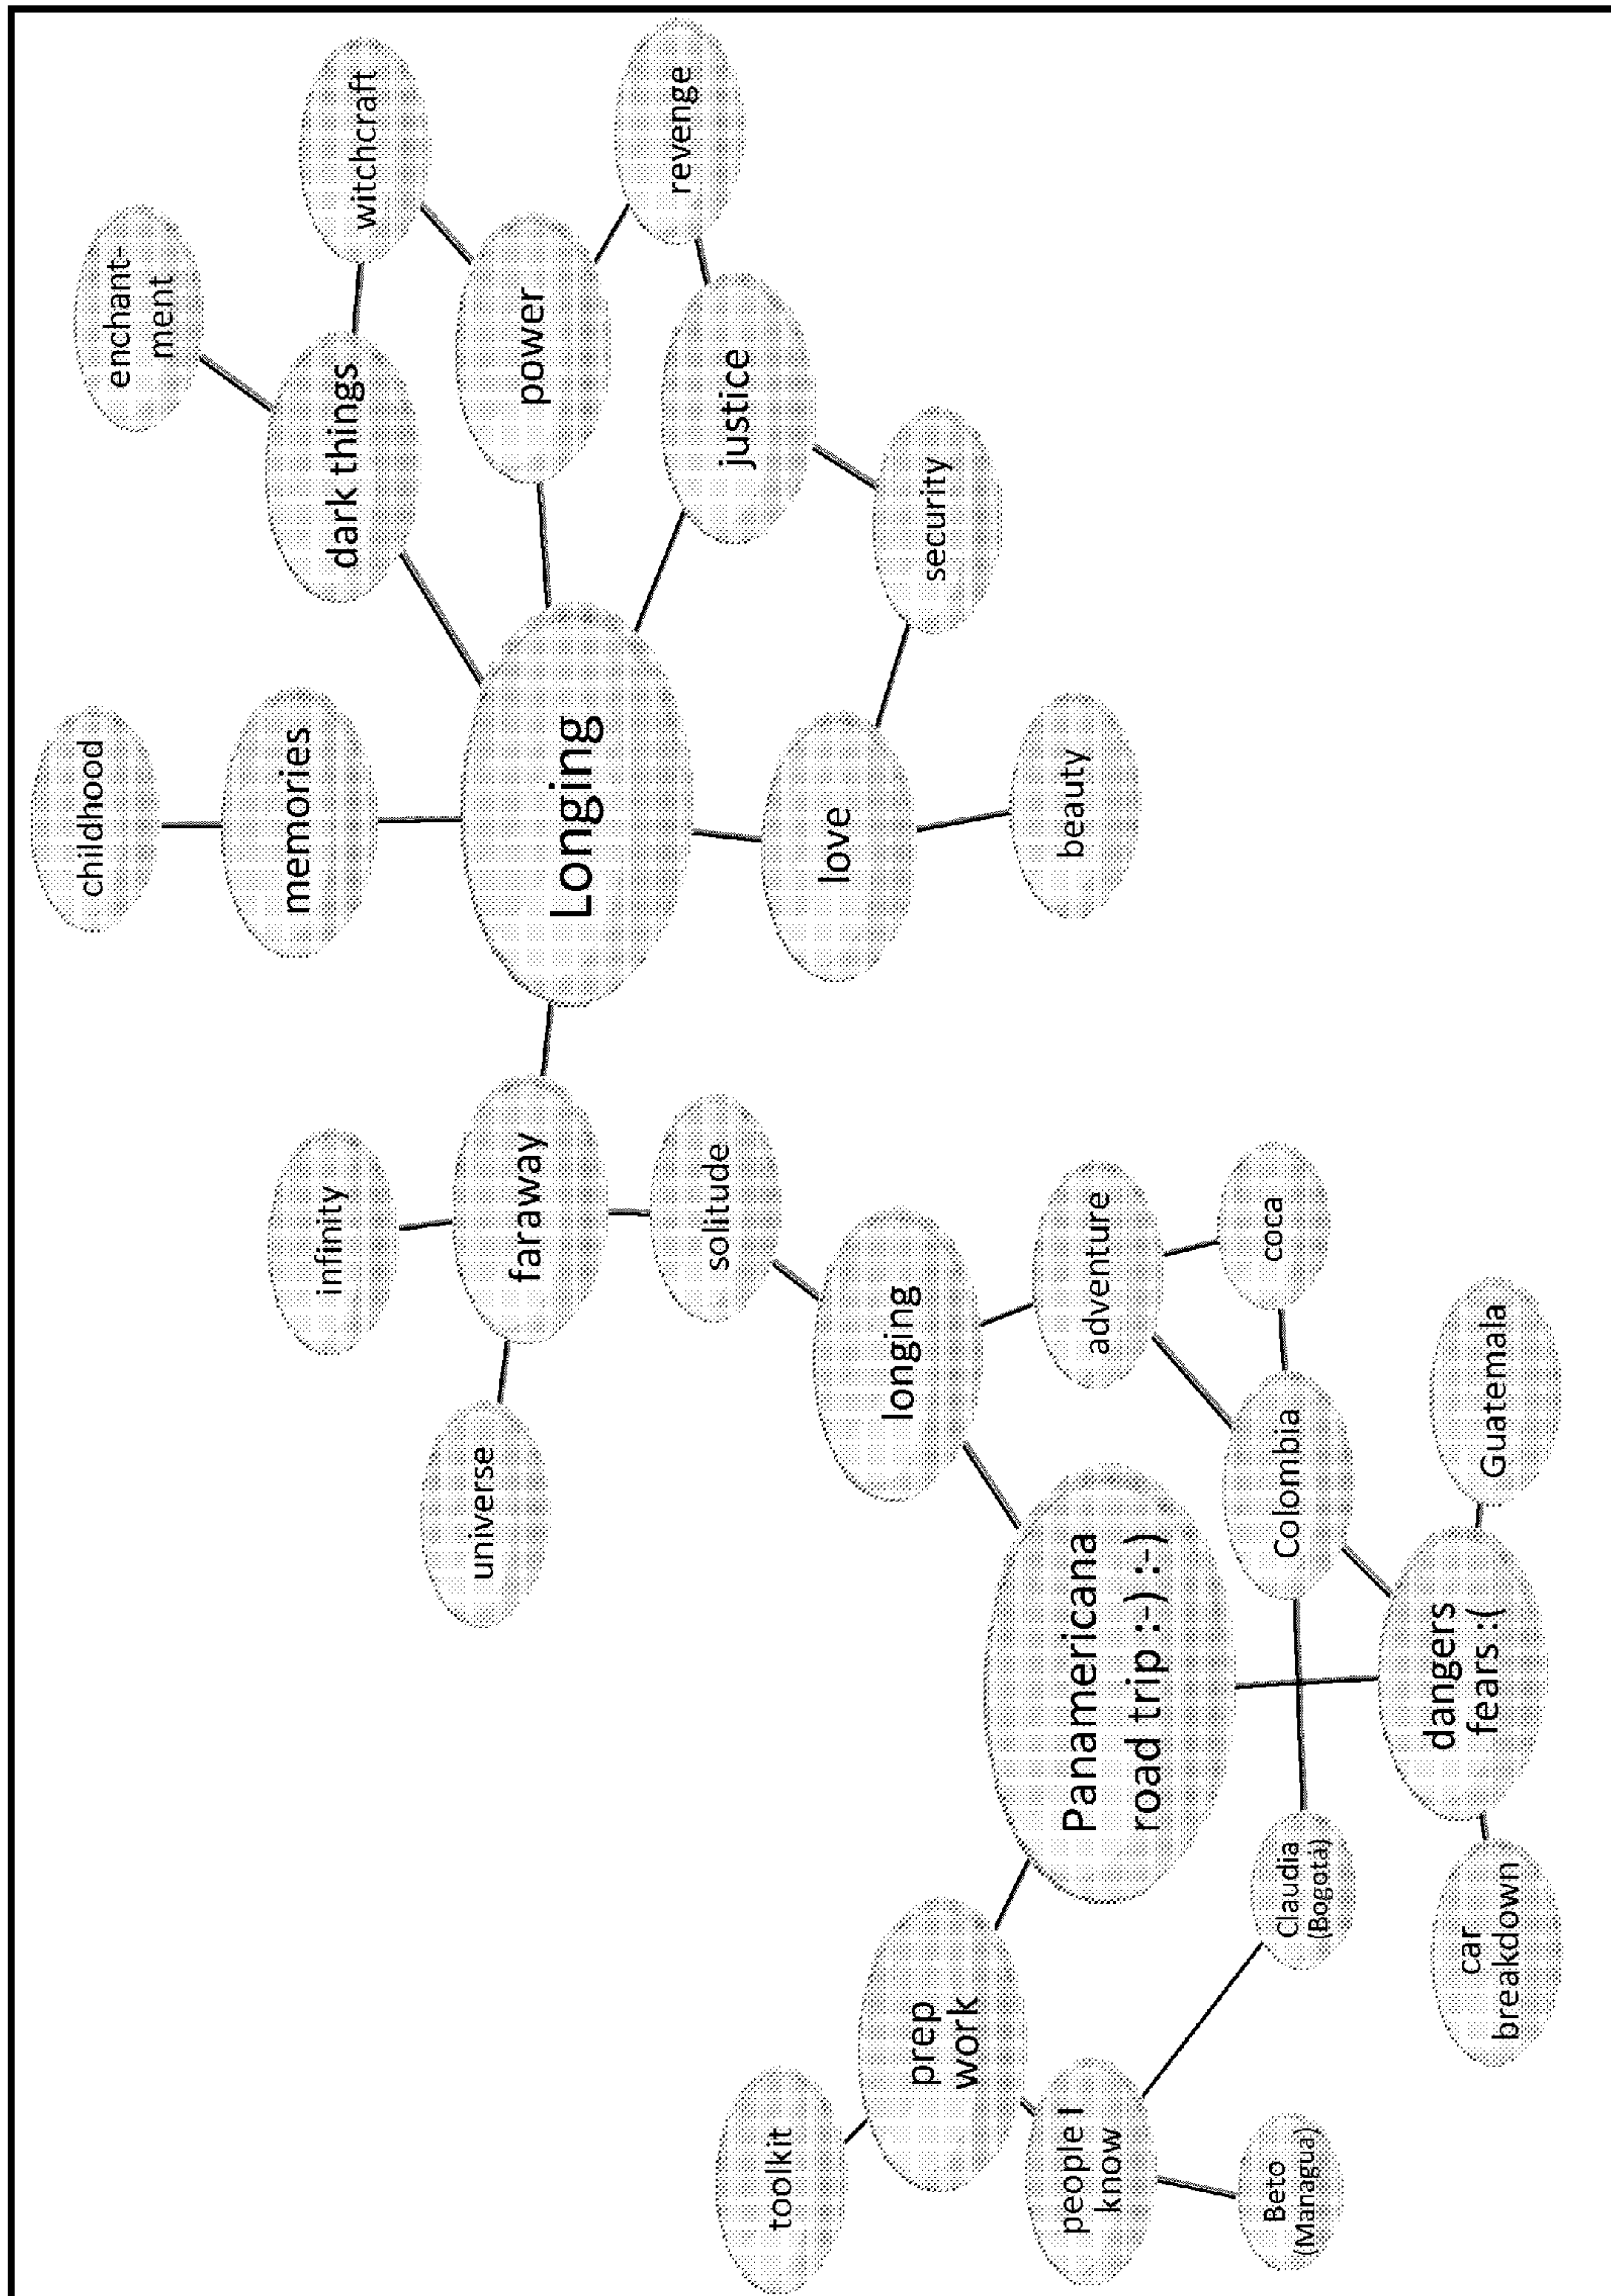 toolkit
prep
work
people I
know
Beto
(Managua)
Claudia
(Bogotá)
car
breakdown
Panamericana
road trip :-) :-)
dangers
fears :(
Guatemala
Colombia
coca
adventure
longing
solitude
faraway
infinity
universe
Longing
memories
childhood
dark things
enchant-
ment
witchcraft
power
revenge
justice
security
love
beauty